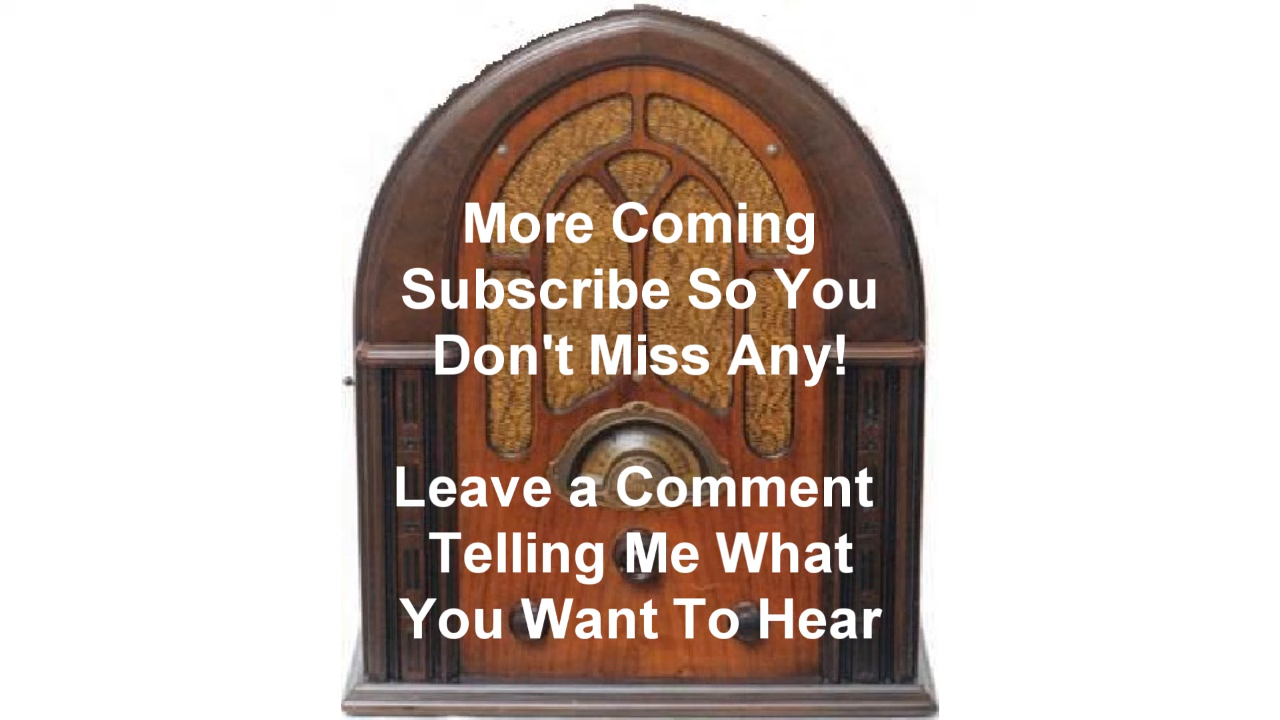 More Coming
Subscribe So You
Don't Miss Any!
Leave a Comment
Telling Me What
You Want To Hear